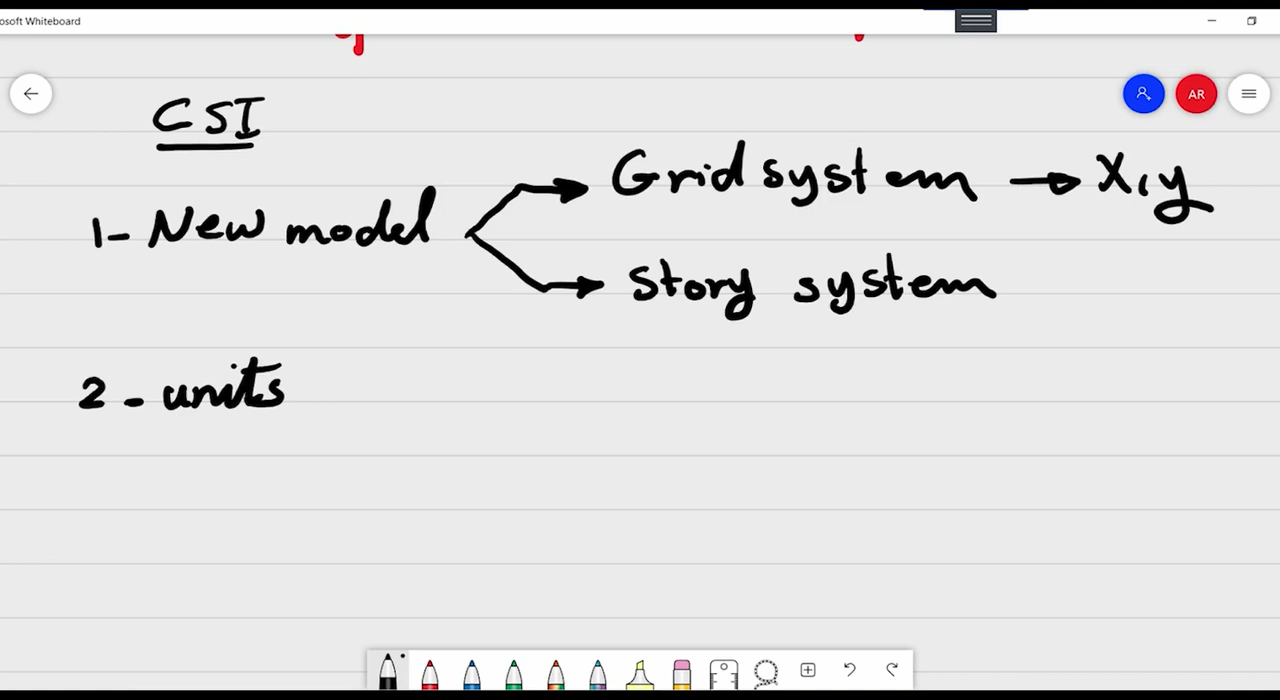 osoft Whiteboard
AR
CSI
1- New model → Grid system → X, y
→ Story system
2 - units